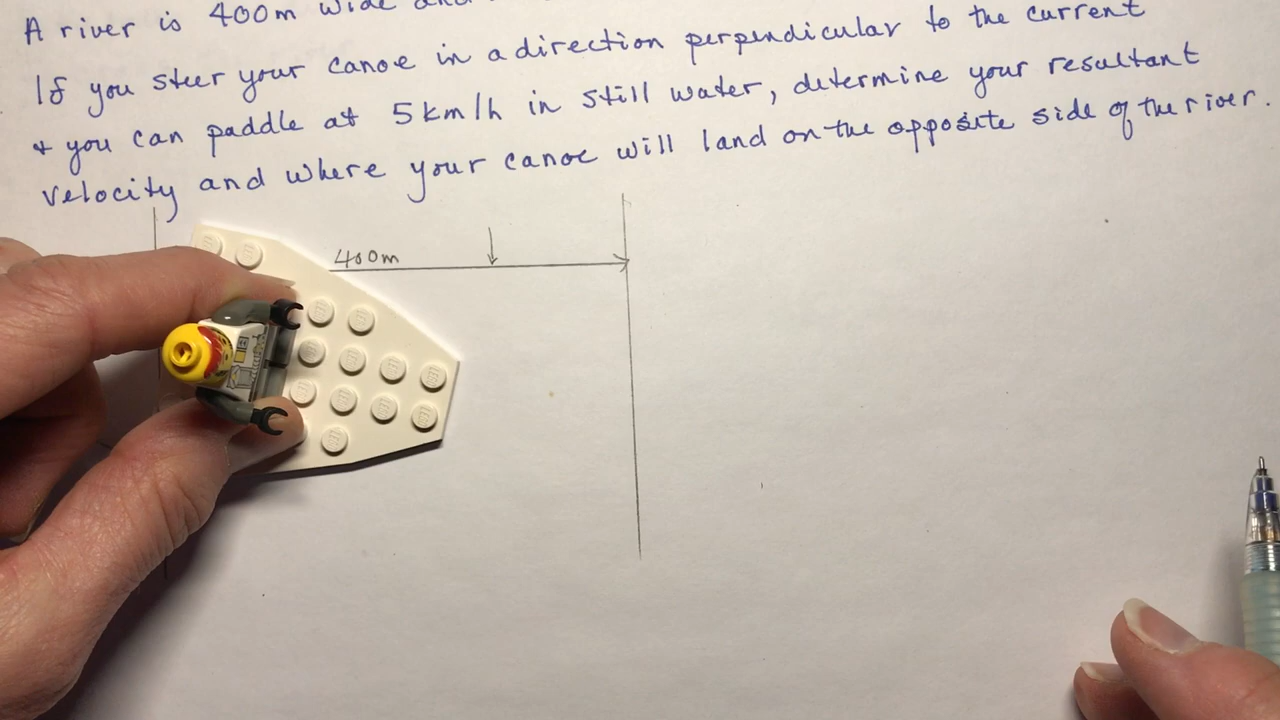 A river is 400m wide and
If you steer your canoe in a direction perpendicular to the current
+ you can paddle at 5km/h in still water, determine your resultant
velocity and where your canoe will land on the opposite side of the river.
400m